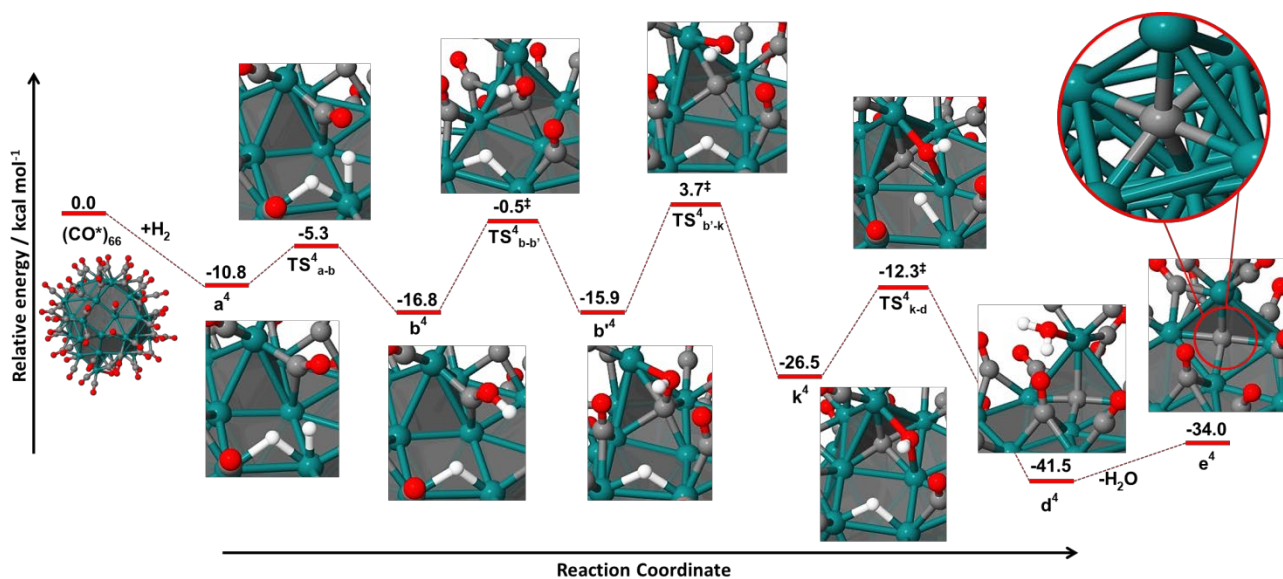 Relative energy / kcal mol⁻¹
0.0
(CO*)₆₆
+H₂
-10.8
a⁴
-5.3
TS⁴ₐ₋b
-16.8
b⁴
-0.5‡
TS⁴b-b'
-15.9
b'⁴
3.7‡
TS⁴b'-k
-26.5
k⁴
-12.3‡
TS⁴k-d
-41.5
d⁴
-H₂O
-34.0
e⁴
Reaction Coordinate